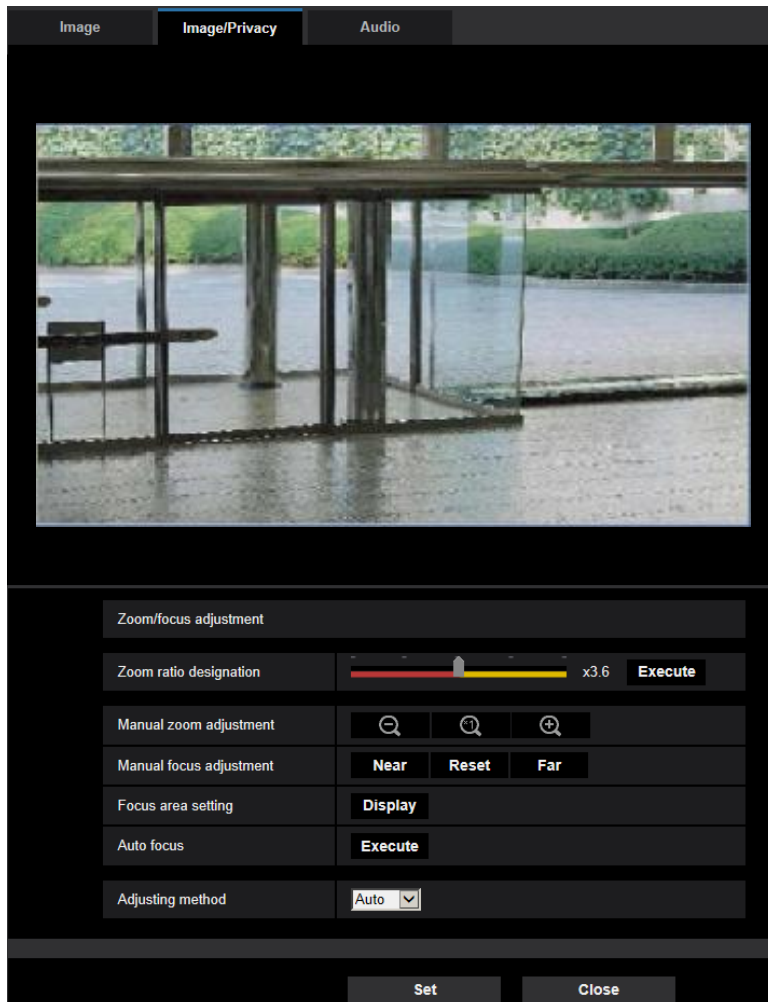 Image Image/Privacy Audio
Zoom/focus adjustment
Zoom ratio designation x3.6 Execute
Manual zoom adjustment ×1
Manual focus adjustment Near Reset Far
Focus area setting Display
Auto focus Execute
Adjusting method Auto
Set Close